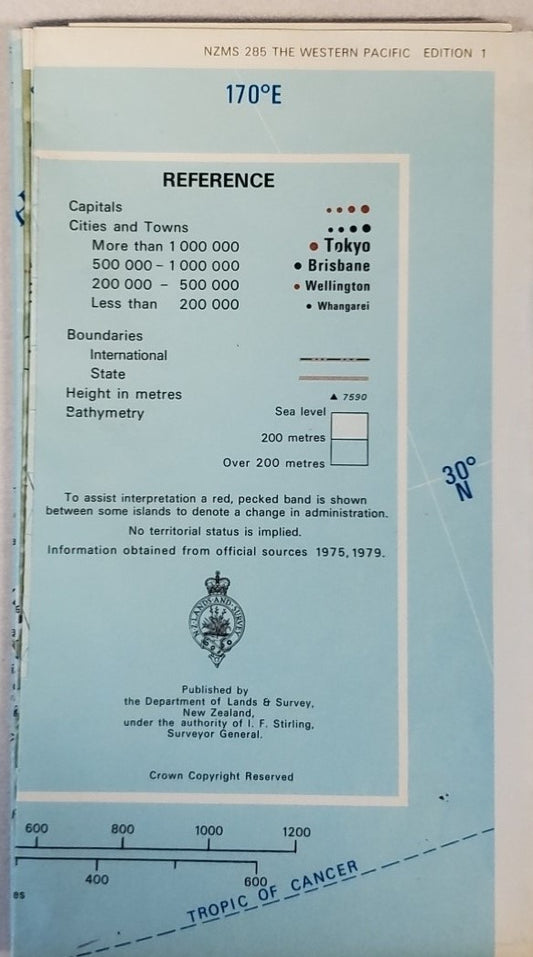 NZMS 285 THE WESTERN PACIFIC EDITION 1
170°E
REFERENCE
Capitals
Cities and Towns
More than 1 000 000 Tokyo
500 000 – 1 000 000 Brisbane
200 000 – 500 000 Wellington
Less than 200 000 Whangarei
Boundaries
International
State
Height in metres ▲ 7590
Bathymetry Sea level
200 metres
Over 200 metres
30°
N
To assist interpretation a red, pecked band is shown
between some islands to denote a change in administration.
No territorial status is implied.
Information obtained from official sources 1975, 1979.
N.Z. LANDS AND SURVEY
Published by
the Department of Lands & Survey,
New Zealand,
under the authority of I. F. Stirling,
Surveyor General.
Crown Copyright Reserved
600 800 1000 1200
400 600
es
TROPIC OF CANCER